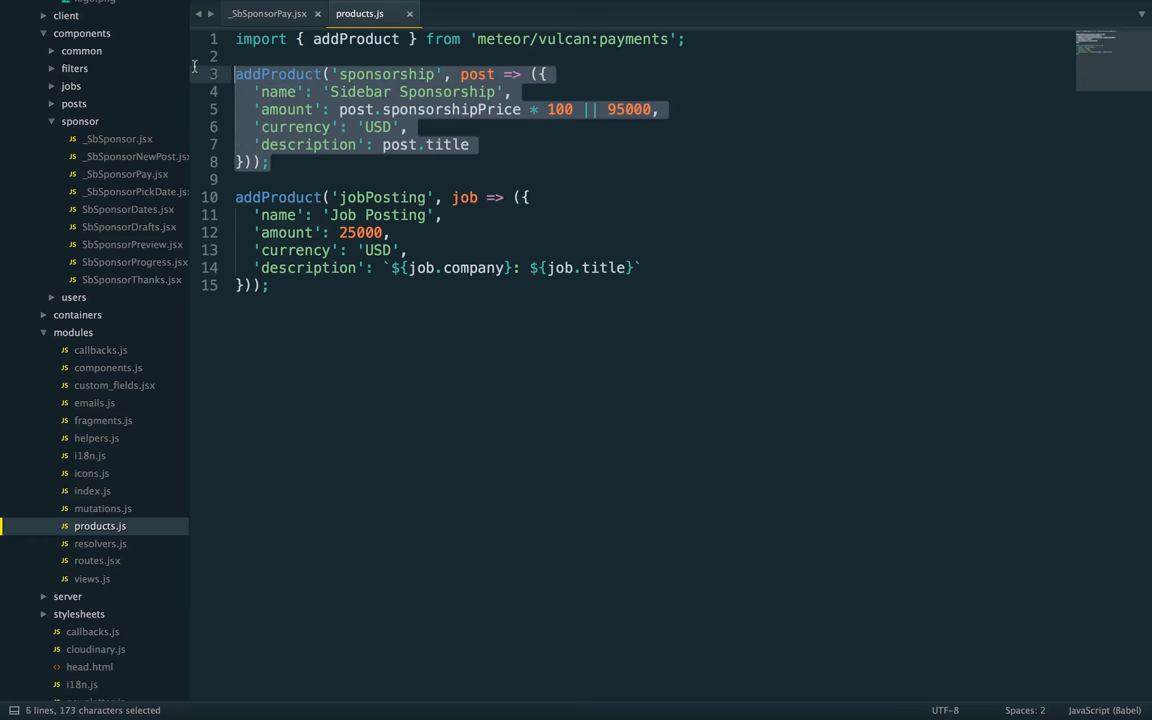 client
components
common
filters
jobs
posts
sponsor
_SbSponsor.jsx
_SbSponsorNewPost.jsx
_SbSponsorPay.jsx
_SbSponsorPickDate.jsx
SbSponsorDates.jsx
SbSponsorDrafts.jsx
SbSponsorPreview.jsx
SbSponsorProgress.jsx
SbSponsorThanks.jsx
users
containers
modules
callbacks.js
components.js
custom_fields.jsx
emails.js
fragments.js
helpers.js
i18n.js
icons.js
index.js
mutations.js
products.js
resolvers.js
routes.jsx
views.js
server
stylesheets
callbacks.js
cloudinary.js
head.html
i18n.js
_SbSponsorPay.jsx × products.js ×
1 import { addProduct } from 'meteor/vulcan:payments';
2
3 addProduct('sponsorship', post => ({
4 'name': 'Sidebar Sponsorship',
5 'amount': post.sponsorshipPrice * 100 || 95000,
6 'currency': 'USD',
7 'description': post.title
8 }));
9
10 addProduct('jobPosting', job => ({
11 'name': 'Job Posting',
12 'amount': 25000,
13 'currency': 'USD',
14 'description': `${job.company}: ${job.title}`
15 }));
6 lines, 173 characters selected UTF-8 Spaces: 2 JavaScript (Babel)